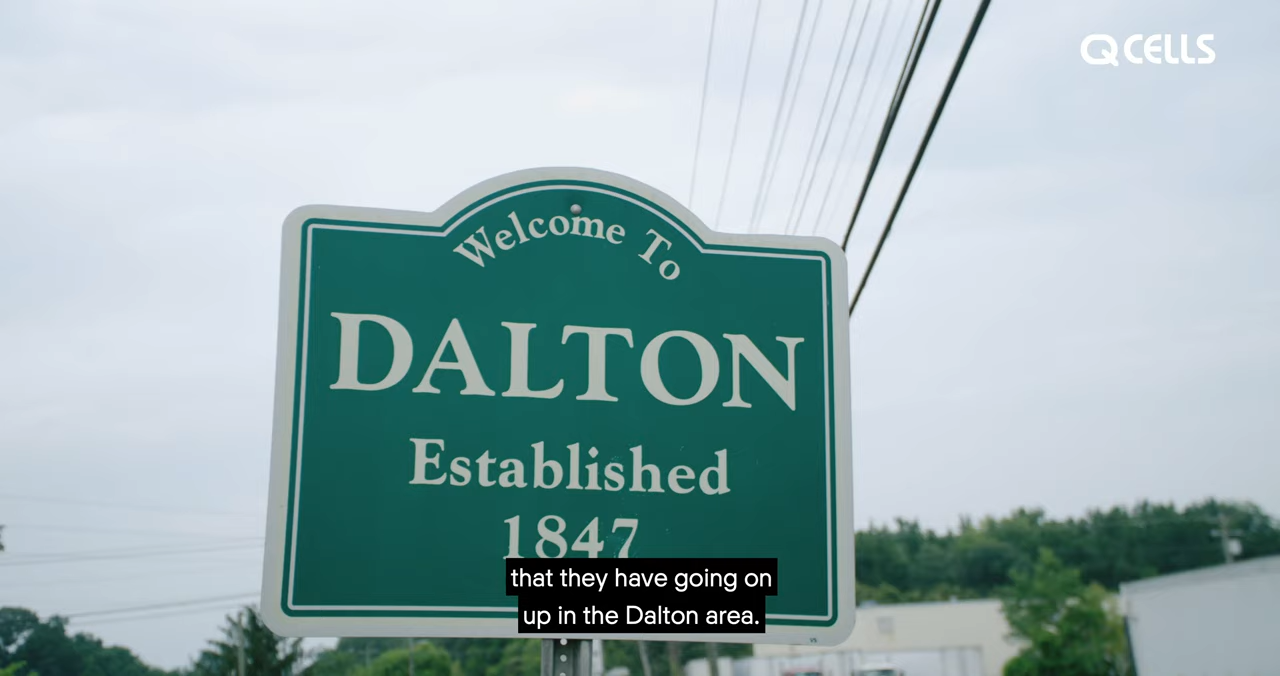 Q CELLS
Welcome To
DALTON
Established
1847
that they have going on
up in the Dalton area.